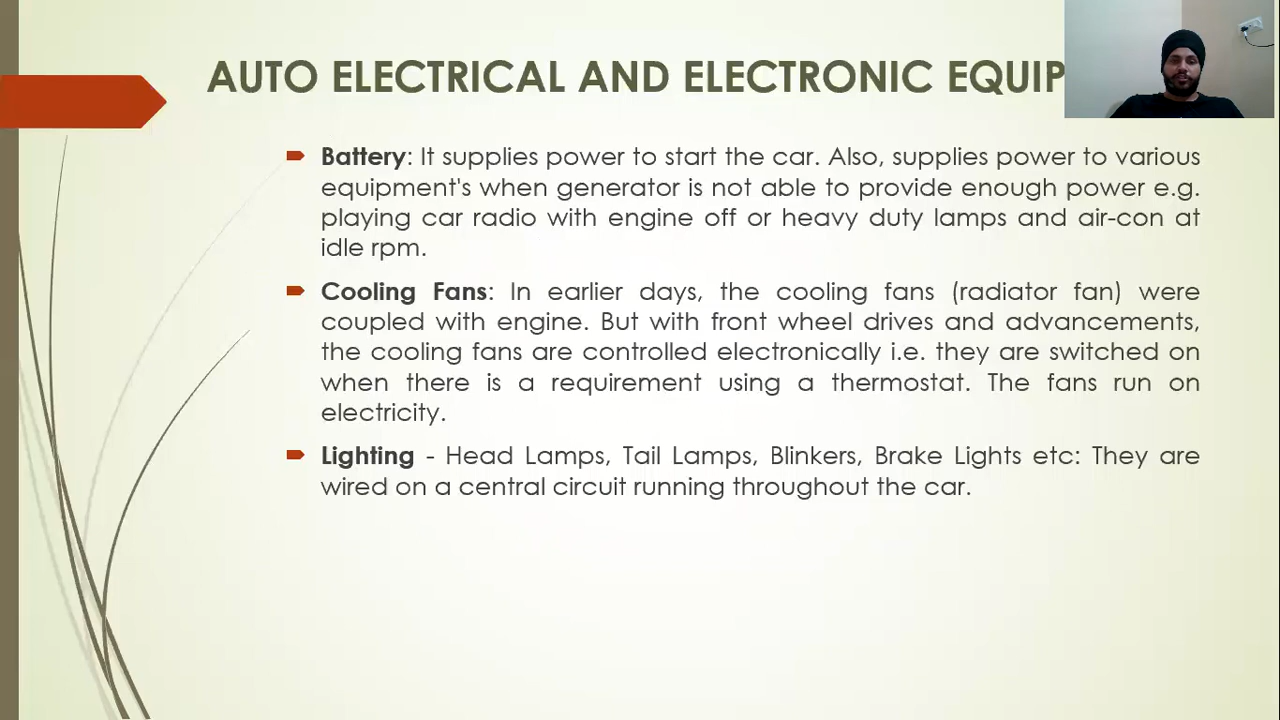 AUTO ELECTRICAL AND ELECTRONIC EQUIP
Battery: It supplies power to start the car. Also, supplies power to various
equipment's when generator is not able to provide enough power e.g.
playing car radio with engine off or heavy duty lamps and air-con at
idle rpm.
Cooling Fans: In earlier days, the cooling fans (radiator fan) were
coupled with engine. But with front wheel drives and advancements,
the cooling fans are controlled electronically i.e. they are switched on
when there is a requirement using a thermostat. The fans run on
electricity.
Lighting - Head Lamps, Tail Lamps, Blinkers, Brake Lights etc: They are
wired on a central circuit running throughout the car.